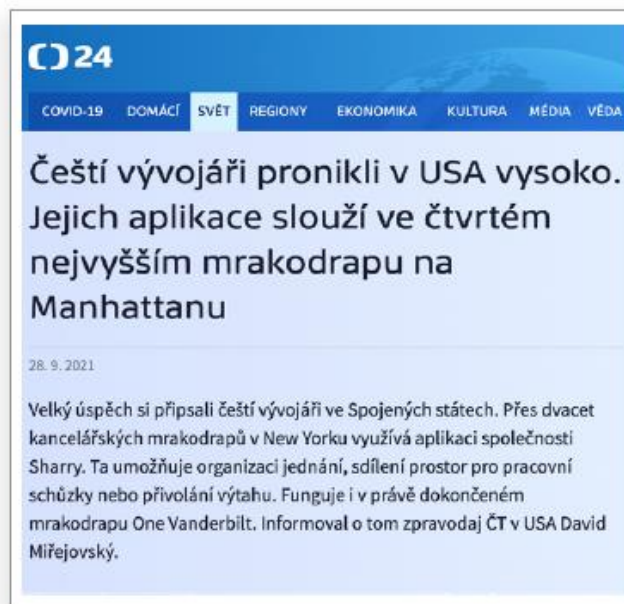 24
COVID-19 DOMÁCÍ SVĚT REGIONY EKONOMIKA KULTURA MÉDIA VĚDA
Čeští vývojáři pronikli v USA vysoko.
Jejich aplikace slouží ve čtvrtém
nejvyšším mrakodrapu na
Manhattanu
28. 9. 2021
Velký úspěch si připsali čeští vývojáři ve Spojených státech. Přes dvacet
kancelářských mrakodrapů v New Yorku využívá aplikaci společnosti
Sharry. Ta umožňuje organizaci jednání, sdílení prostor pro pracovní
schůzky nebo přivolání výtahu. Funguje i v právě dokončeném
mrakodrapu One Vanderbilt. Informoval o tom zpravodaj ČT v USA David
Miřejovský.